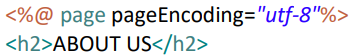 <%@ page pageEncoding="utf-8"%>
<h2>ABOUT US</h2>